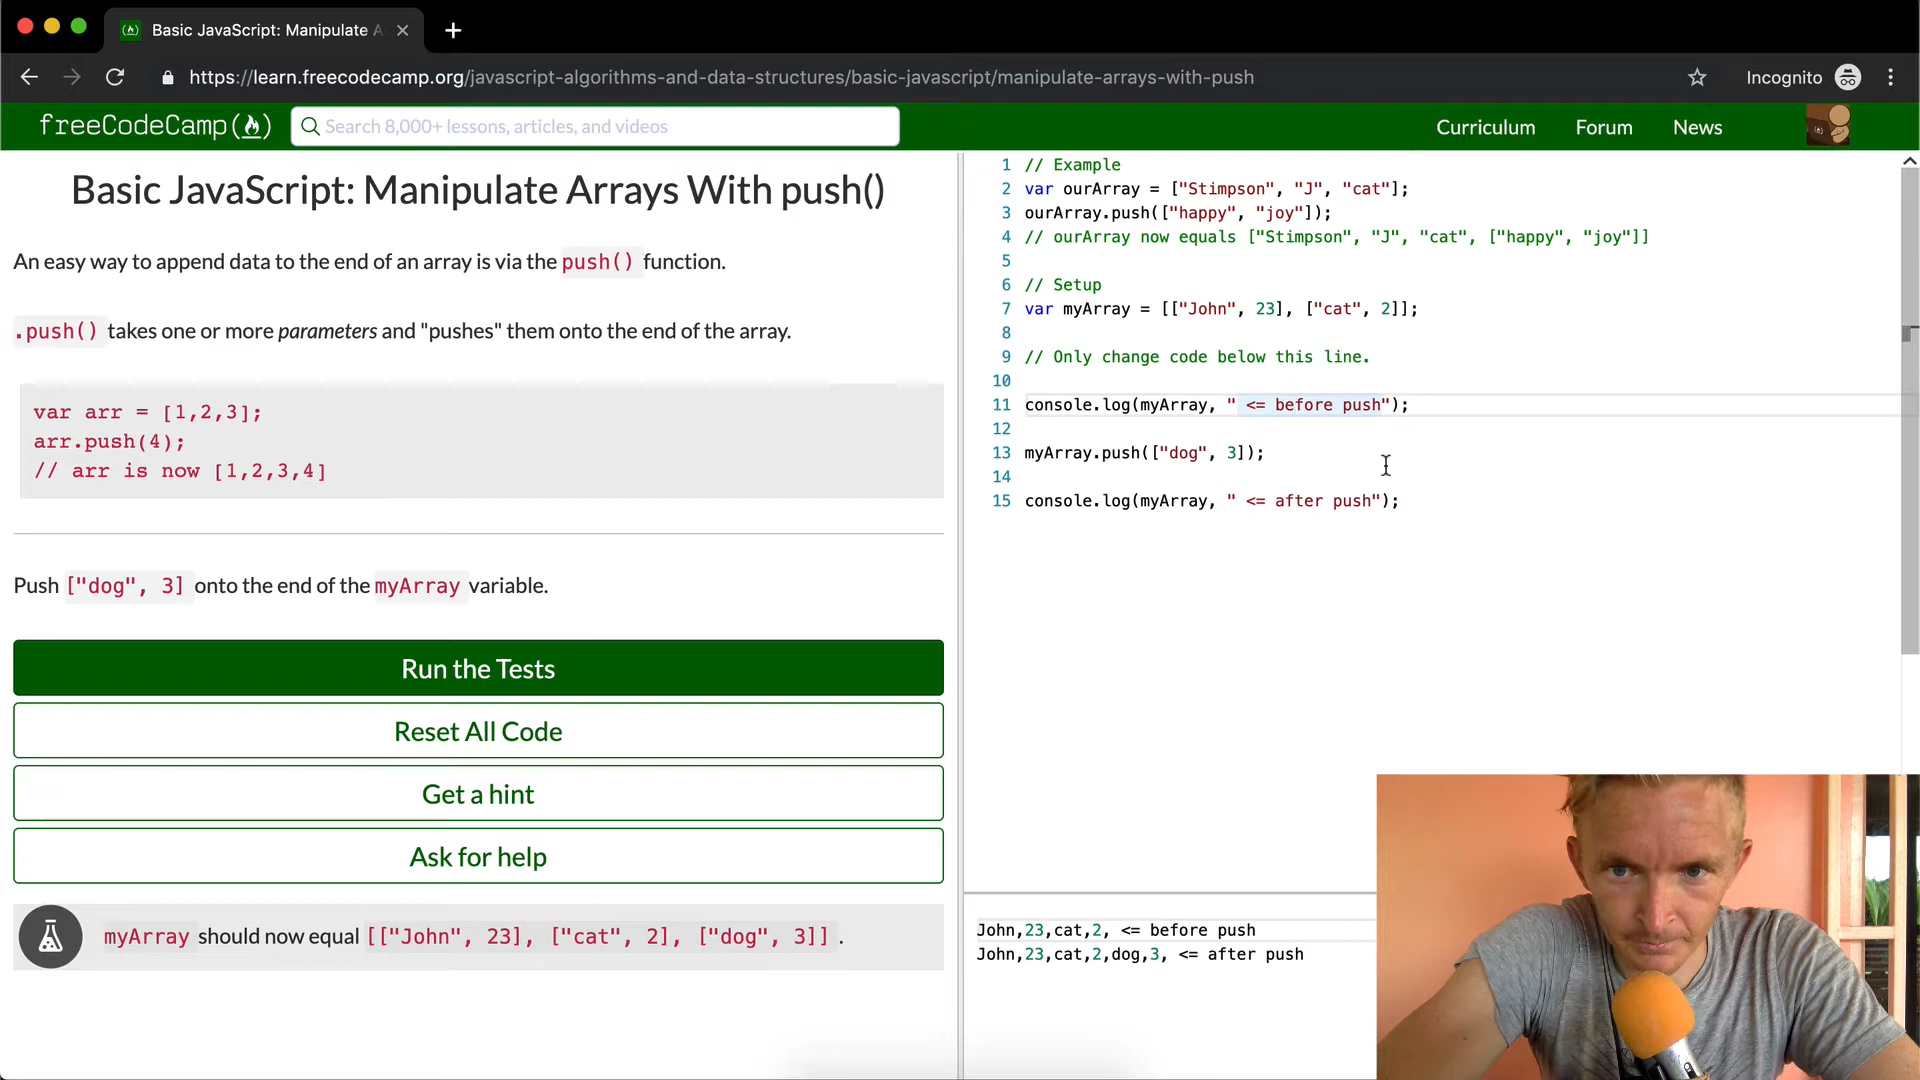 Basic JavaScript: Manipulate A
https://learn.freecodecamp.org/javascript-algorithms-and-data-structures/basic-javascript/manipulate-arrays-with-push
Incognito
freeCodeCamp
Search 8,000+ lessons, articles, and videos
Curriculum
Forum
News
Basic JavaScript: Manipulate Arrays With push()
An easy way to append data to the end of an array is via the push() function.
.push() takes one or more parameters and "pushes" them onto the end of the array.
var arr = [1,2,3];
arr.push(4);
// arr is now [1,2,3,4]
Push ["dog", 3] onto the end of the myArray variable.
Run the Tests
Reset All Code
Get a hint
Ask for help
myArray should now equal [["John", 23], ["cat", 2], ["dog", 3]] .
1 // Example
2 var ourArray = ["Stimpson", "J", "cat"];
3 ourArray.push(["happy", "joy"]);
4 // ourArray now equals ["Stimpson", "J", "cat", ["happy", "joy"]]
5
6 // Setup
7 var myArray = [["John", 23], ["cat", 2]];
8
9 // Only change code below this line.
10
11 console.log(myArray, " <= before push");
12
13 myArray.push(["dog", 3]);
14
15 console.log(myArray, " <= after push");
John,23,cat,2, <= before push
John,23,cat,2,dog,3, <= after push